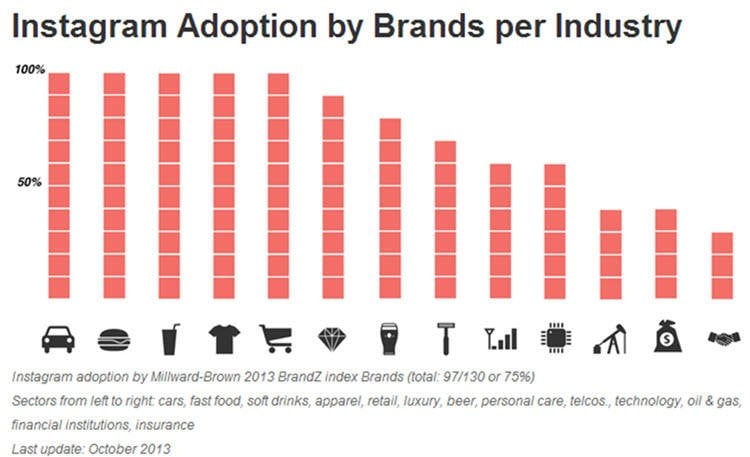 Instagram Adoption by Brands per Industry
100%
50%
$
Instagram adoption by Millward-Brown 2013 BrandZ index Brands (total: 97/130 or 75%)
Sectors from left to right: cars, fast food, soft drinks, apparel, retail, luxury, beer, personal care, telcos., technology, oil & gas,
financial institutions, insurance
Last update: October 2013